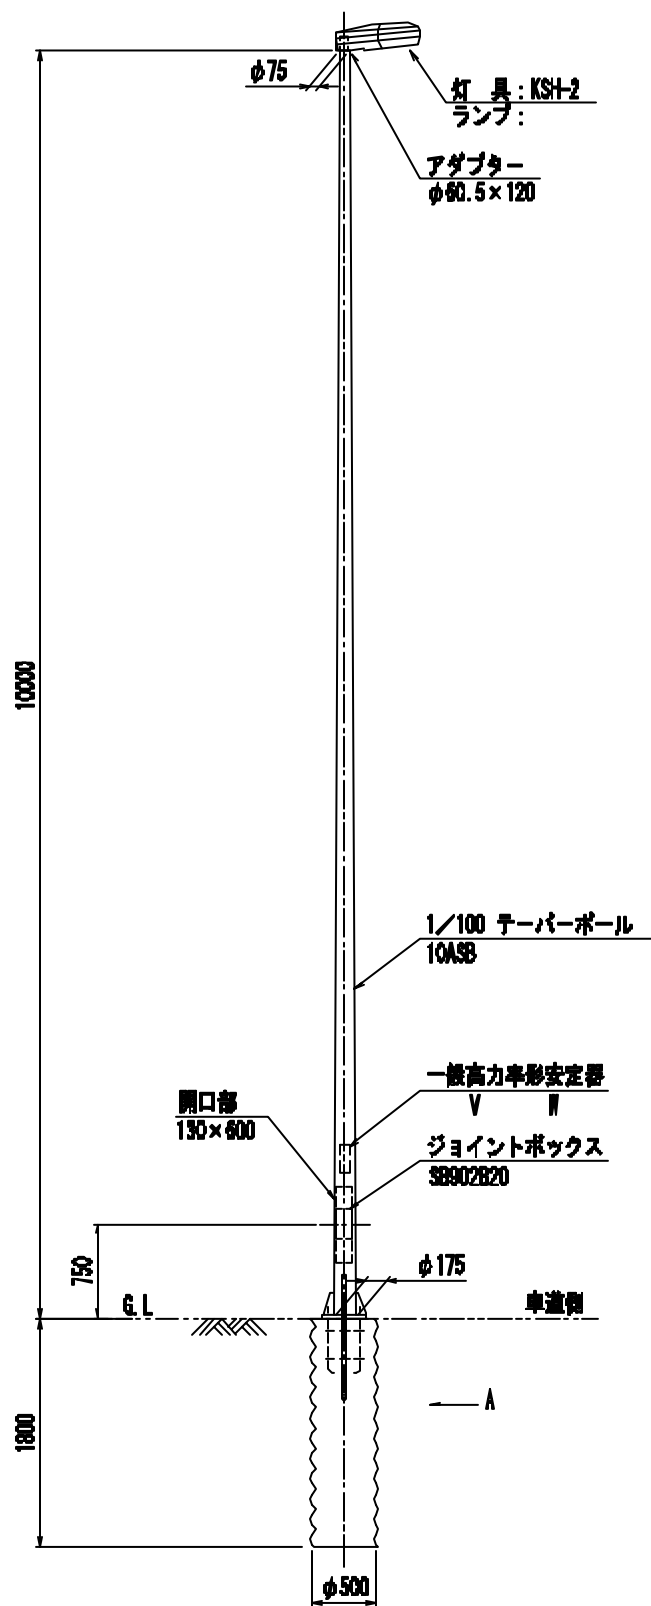 φ75
灯 具：KSH-2
ランプ：
アダプター
φ60.5×120
10000
1／100 テーパーポール
10ASB
一般高力率形安定器
V W
開口部
130×600
ジョイントボックス
SB902B20
750
φ175
G.L
車道側
A
1800
φ500